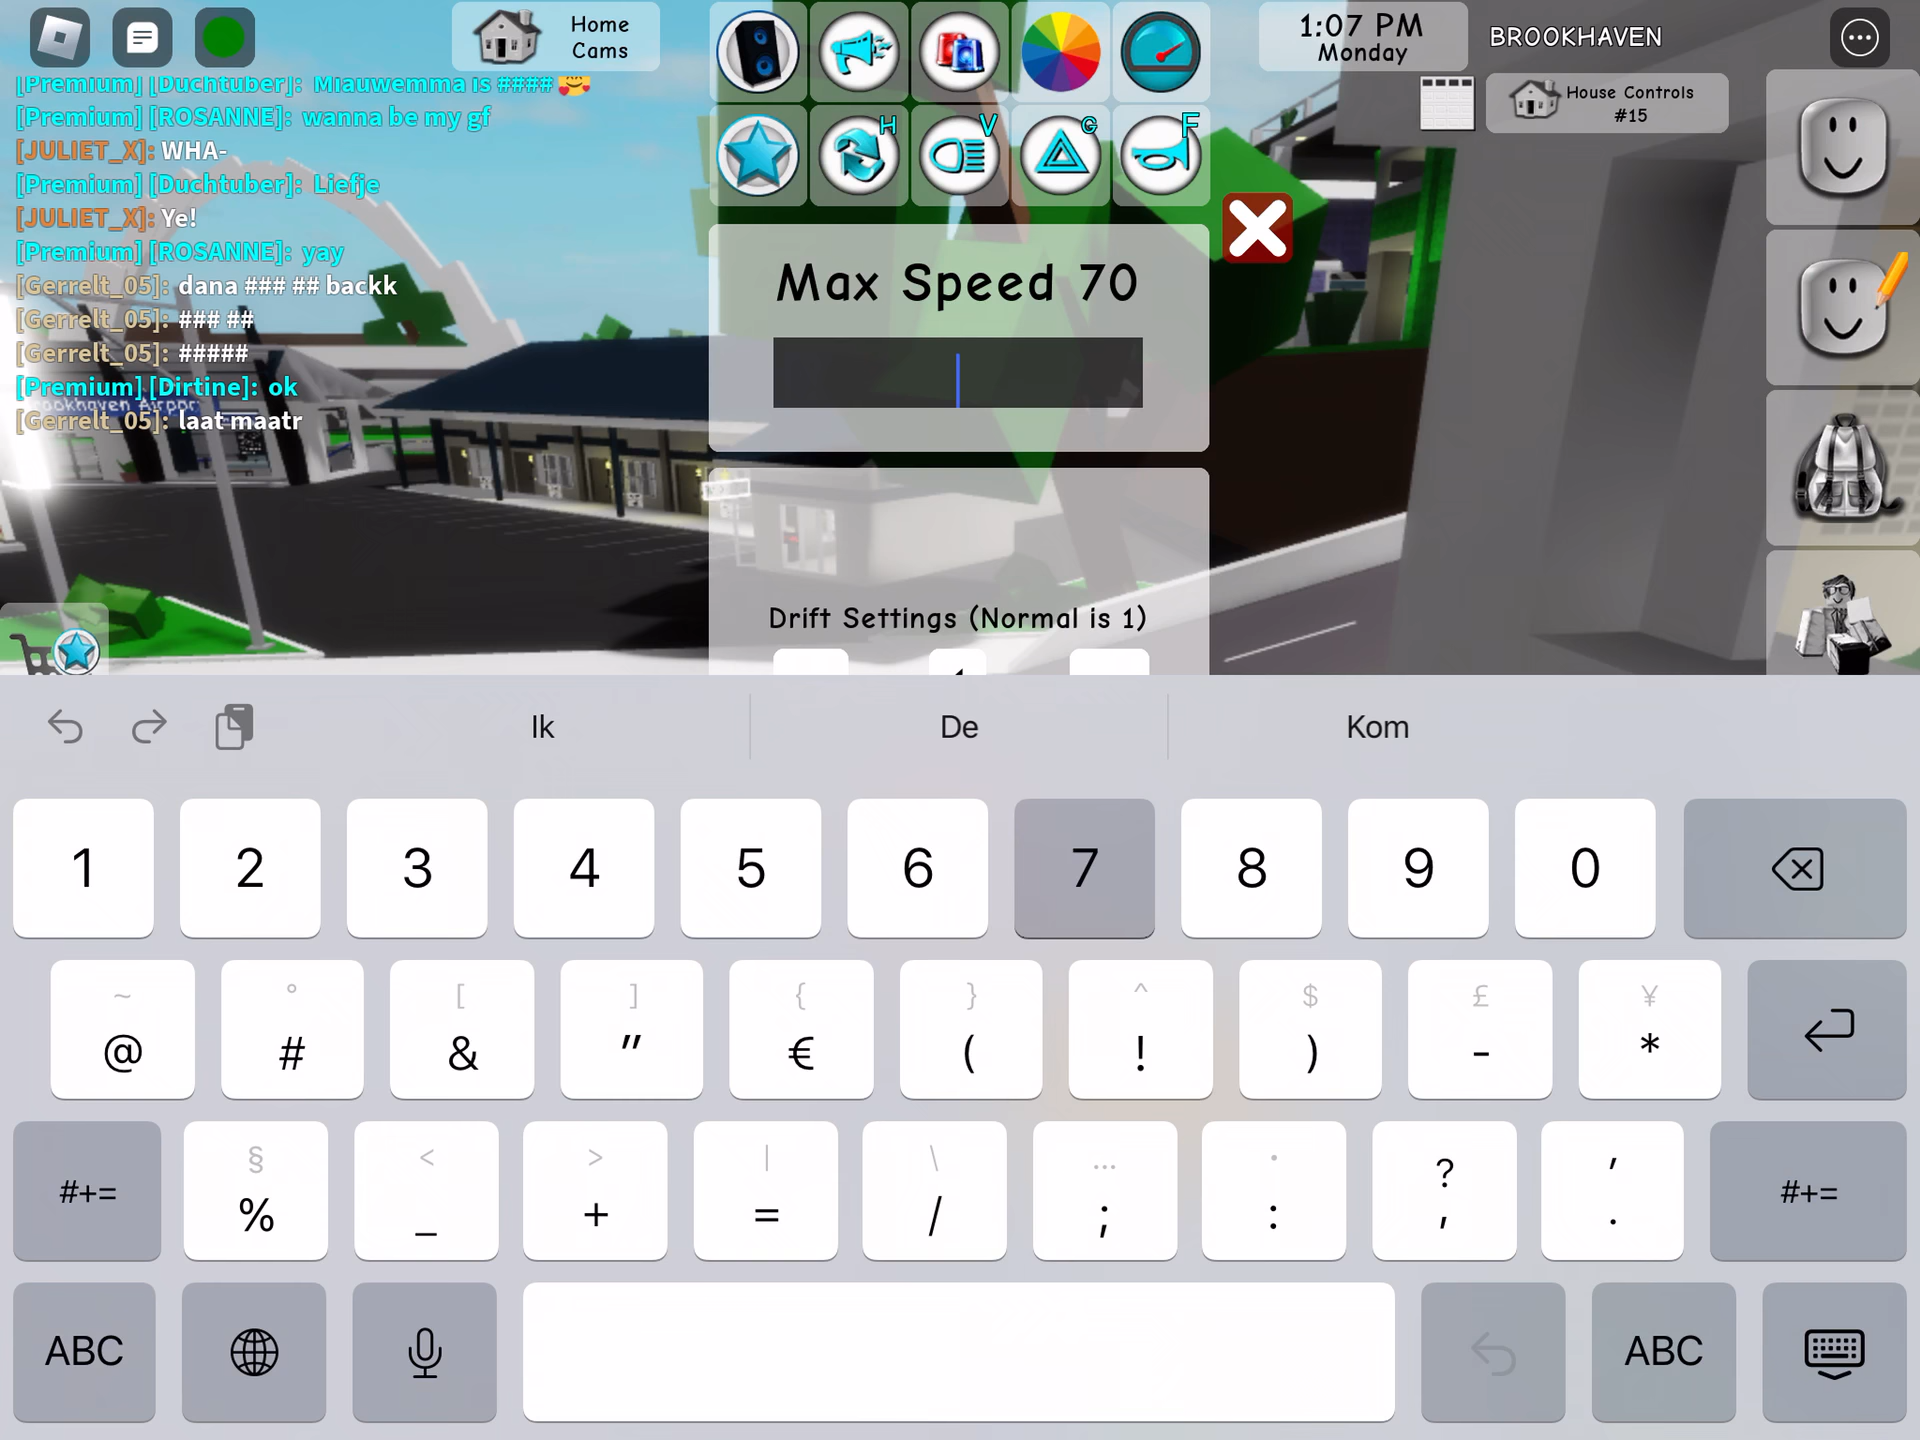 Home
Cams
1:07 PM
Monday
BROOKHAVEN
House Controls
#15
[Premium] [Duchtuber]: Miauwemma is #### 🥰
[Premium] [ROSANNE]: wanna be my gf
[JULIET_X]: WHA-
[Premium] [Duchtuber]: Liefje
[JULIET_X]: Ye!
[Premium] [ROSANNE]: yay
[Gerrelt_05]: dana ### ## backk
[Gerrelt_05]: ### ##
[Gerrelt_05]: #####
[Premium] [Dirtine]: ok
[Gerrelt_05]: laat maatr
H V G F
Max Speed 70
Drift Settings (Normal is 1)
Ik De Kom
1 2 3 4 5 6 7 8 9 0
~ ° [ ] { } ^ $ £ ¥
@ # & " € ( ! ) - *
§ < > | \ … · ? '
#+= % _ + = / ; : , . #+=
ABC ABC